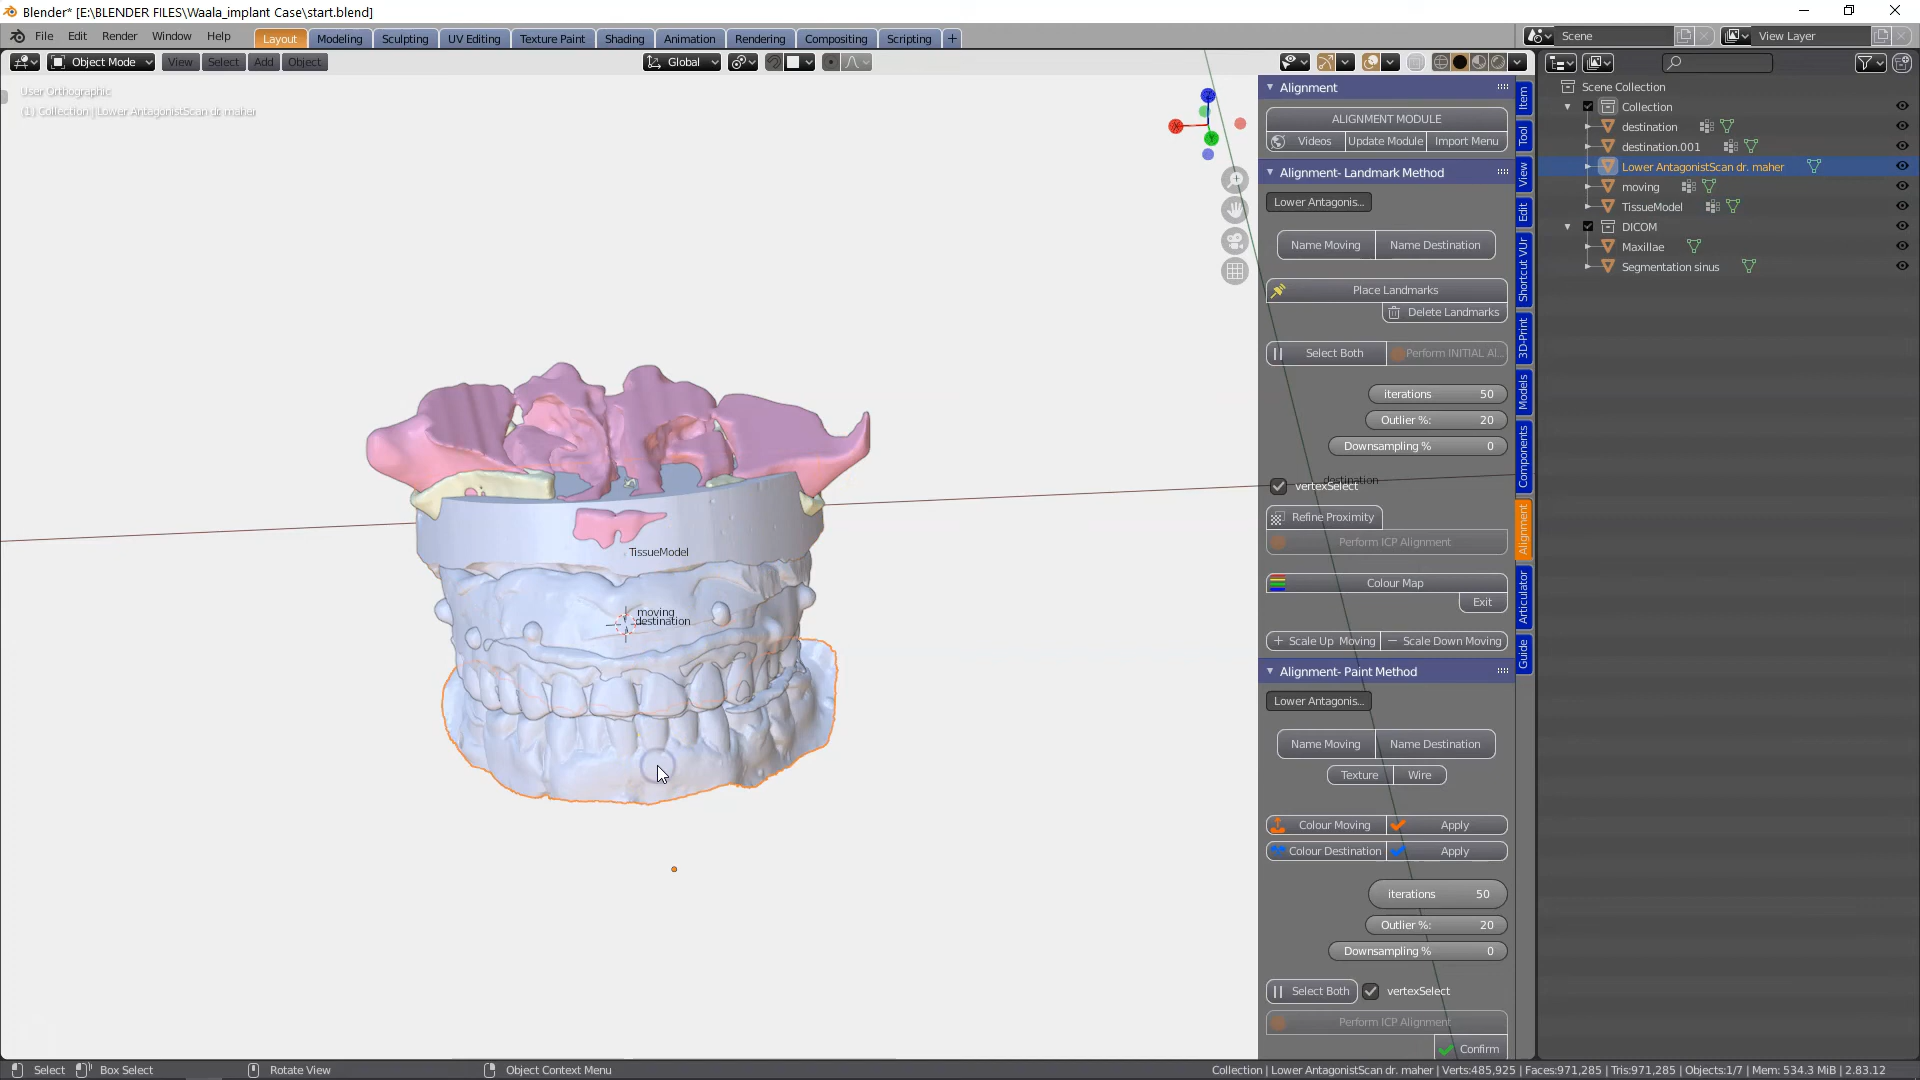 Blender* [E:\BLENDER FILES\Waala_implant Case\start.blend]
File Edit Render Window Help Layout Modeling Sculpting UV Editing Texture Paint Shading Animation Rendering Compositing Scripting + Scene View Layer
Object Mode View Select Add Object Global
User Orthographic
(1) Collection | Lower AntagonistScan dr maher
TissueModel
moving
destination
destination
Alignment
ALIGNMENT MODULE
Videos Update Module Import Menu
Alignment- Landmark Method
Lower Antagonis...
Name Moving Name Destination
Place Landmarks
Delete Landmarks
Select Both Perform INITIAL Al...
iterations 50
Outlier %: 20
Downsampling % 0
vertexSelect
Refine Proximity
Perform ICP Alignment
Colour Map
Exit
+ Scale Up Moving − Scale Down Moving
Alignment- Paint Method
Lower Antagonis...
Name Moving Name Destination
Texture Wire
Colour Moving Apply
Colour Destination Apply
iterations 50
Outlier %: 20
Downsampling % 0
Select Both vertexSelect
Perform ICP Alignment
Confirm
Item
Tool
View
Edit
Shortcut VUr
3D-Print
Models
Components
Alignment
Articulator
Guide
Scene Collection
Collection
destination
destination.001
Lower AntagonistScan dr. maher
moving
TissueModel
DICOM
Maxillae
Segmentation sinus
Select Box Select Rotate View Object Context Menu Collection | Lower AntagonistScan dr. maher | Verts:485,925 | Faces:971,285 | Tris:971,285 | Objects:1/7 | Mem: 534.3 MiB | 2.83.12
X
Y
Z